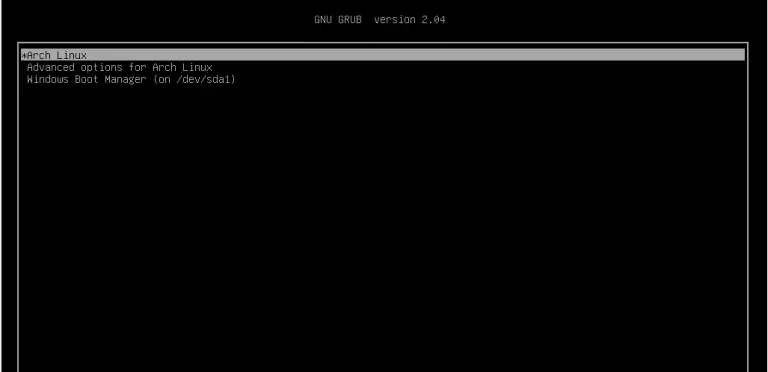 GNU GRUB  version 2.04
*Arch Linux
Advanced options for Arch Linux
Windows Boot Manager (on /dev/sda1)